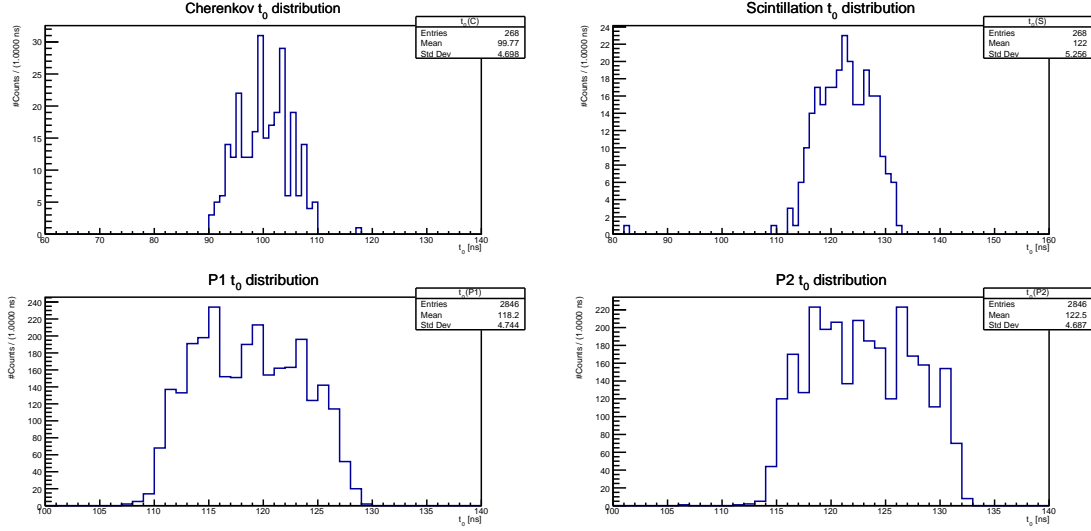 Cherenkov t0 distribution
t0(C)
Entries 268
Mean 99.77
Std Dev 4.698
#Counts / (1.0000 ns)
30
25
20
15
10
5
0
60 70 80 90 100 110 120 130 140
t0 [ns]
Scintillation t0 distribution
t0(S)
Entries 268
Mean 122
Std Dev 5.256
#Counts / (1.0000 ns)
24
22
20
18
16
14
12
10
8
6
4
2
0
80 90 100 110 120 130 140 150 160
t0 [ns]
P1 t0 distribution
t0(P1)
Entries 2846
Mean 118.2
Std Dev 4.744
#Counts / (1.0000 ns)
240
220
200
180
160
140
120
100
80
60
40
20
0
100 105 110 115 120 125 130 135 140
t0 [ns]
P2 t0 distribution
t0(P2)
Entries 2846
Mean 122.5
Std Dev 4.687
#Counts / (1.0000 ns)
220
200
180
160
140
120
100
80
60
40
20
0
100 105 110 115 120 125 130 135 140
t0 [ns]